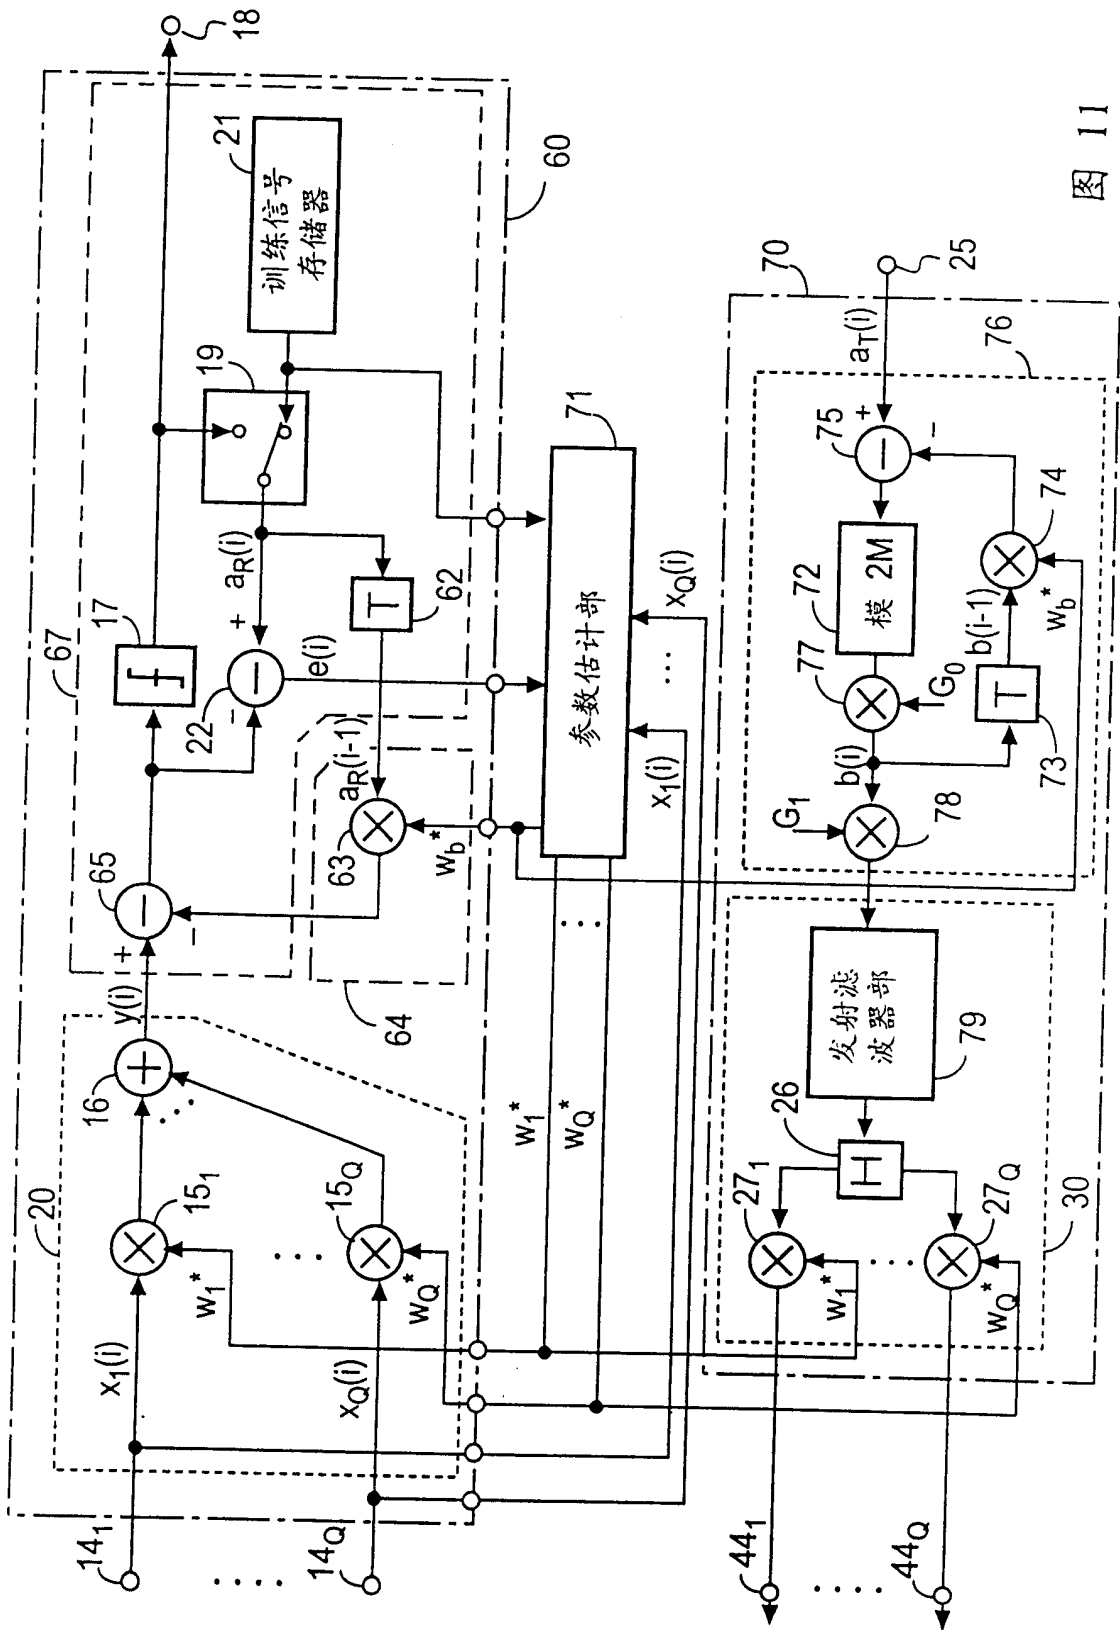 18
60
67
17
19
21
训练信号
存储器
a_R(i)
+
22
−
e(i)
T
62
a_R(i-1)
65
+
−
y(i)
63
w_b*
64
20
16
15_1
w_1*
x_1(i)
15_Q
w_Q*
x_Q(i)
14_1
14_Q
71
参数估计部
x_Q(i)
x_1(i)
w_1*
w_Q*
70
25
a_T(i)
76
75
+
−
72
模 2M
74
77
G_0
b(i-1)
w_b*
T
73
b(i)
G_1
78
发射滤
波器部
79
26
H
27_1
w_1*
27_Q
w_Q*
30
44_1
44_Q
图 11